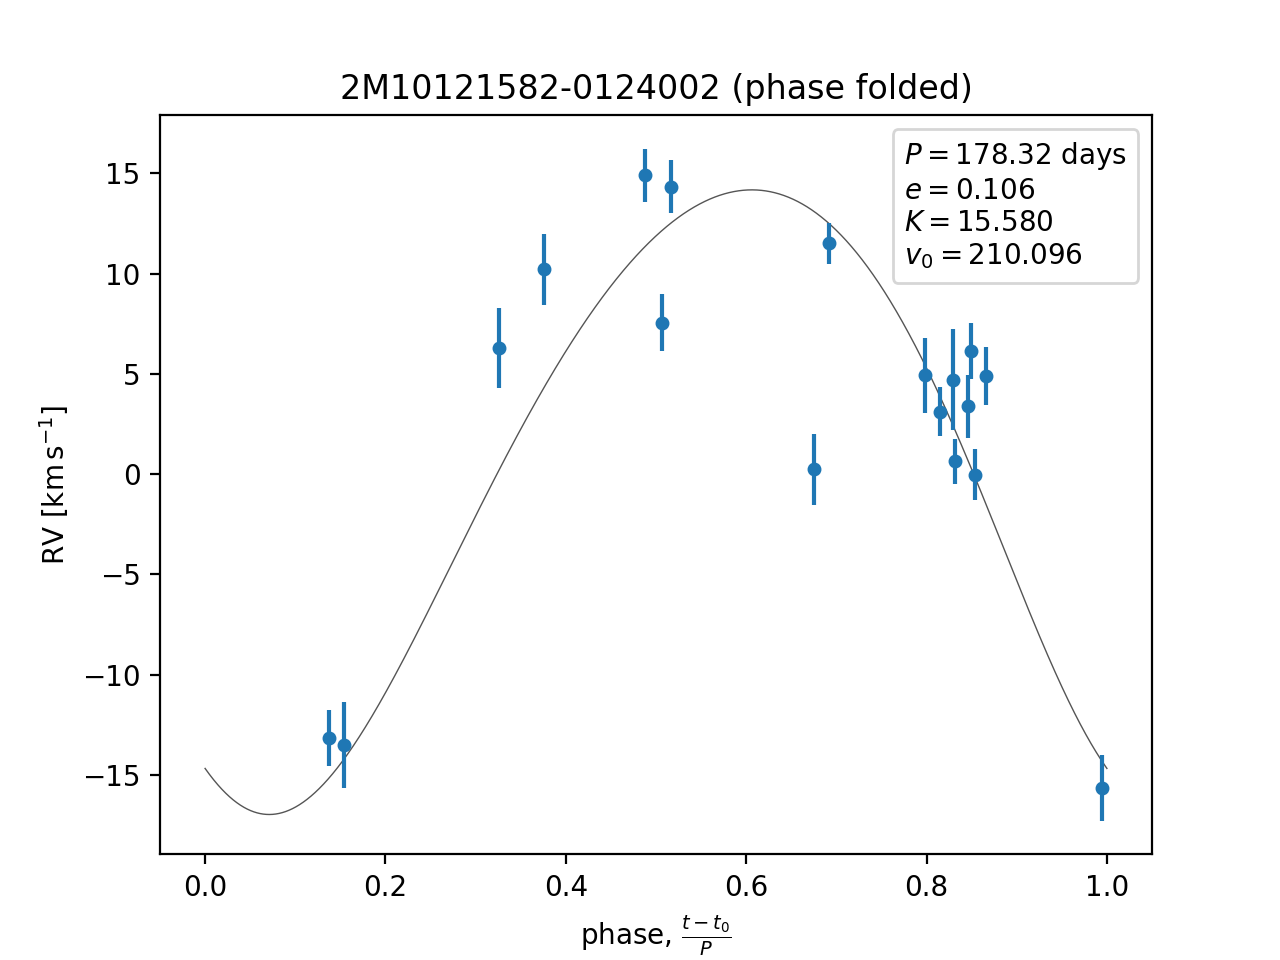 2M10121582-0124002 (phase folded)
P = 178.32 days
e = 0.106
K = 15.580
v₀ = 210.096
RV [km s⁻¹]
15
10
5
0
−5
−10
−15
0.0 0.2 0.4 0.6 0.8 1.0
phase, (t − t₀)/P